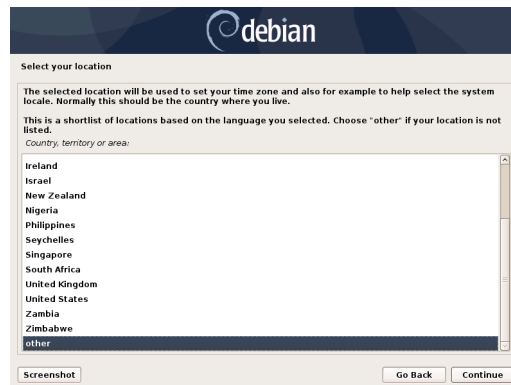 debian
Select your location
The selected location will be used to set your time zone and also for example to help select the system
locale. Normally this should be the country where you live.
This is a shortlist of locations based on the language you selected. Choose "other" if your location is not
listed.
Country, territory or area:
Ireland
Israel
New Zealand
Nigeria
Philippines
Seychelles
Singapore
South Africa
United Kingdom
United States
Zambia
Zimbabwe
other
Screenshot
Go Back
Continue